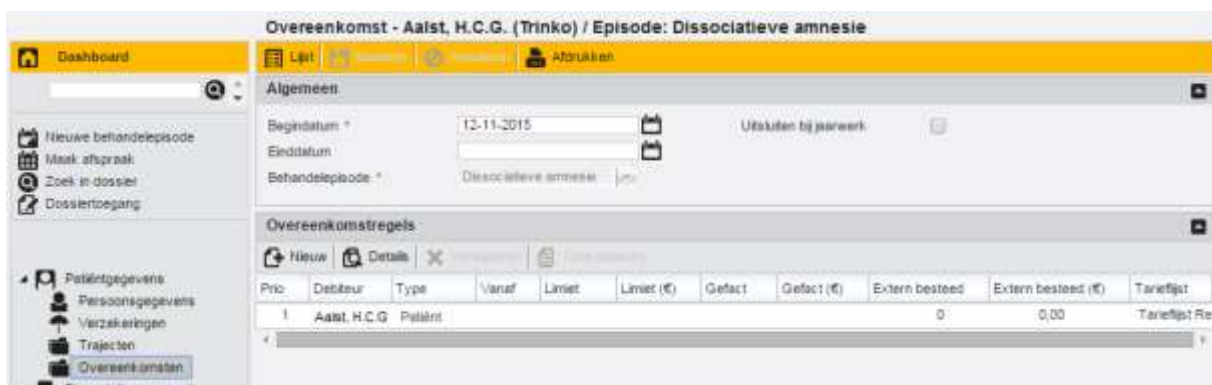 Overeenkomst - Aalst, H.C.G. (Trinko) / Episode: Dissociatieve amnesie
Dashboard
Lijst
Afdrukken
Algemeen
Nieuwe behandelepisode
Maak afspraak
Zoek in dossier
Dossiertoegang
Begindatum * 12-11-2015 Uitsluiten bij jaarwerk
Einddatum
Behandelepisode * Dissociatieve amnesie
Overeenkomstregels
Nieuw Details
Patiëntgegevens
Persoonsgegevens
Verzekeringen
Trajecten
Overeenkomsten
Prio Debiteur Type Vanaf Limiet Limiet (€) Gefact Gefact (€) Extern besteed Extern besteed (€) Tarieflijst
1 Aalst, H.C.G Patiënt 0 0,00 Tarieflijst Re